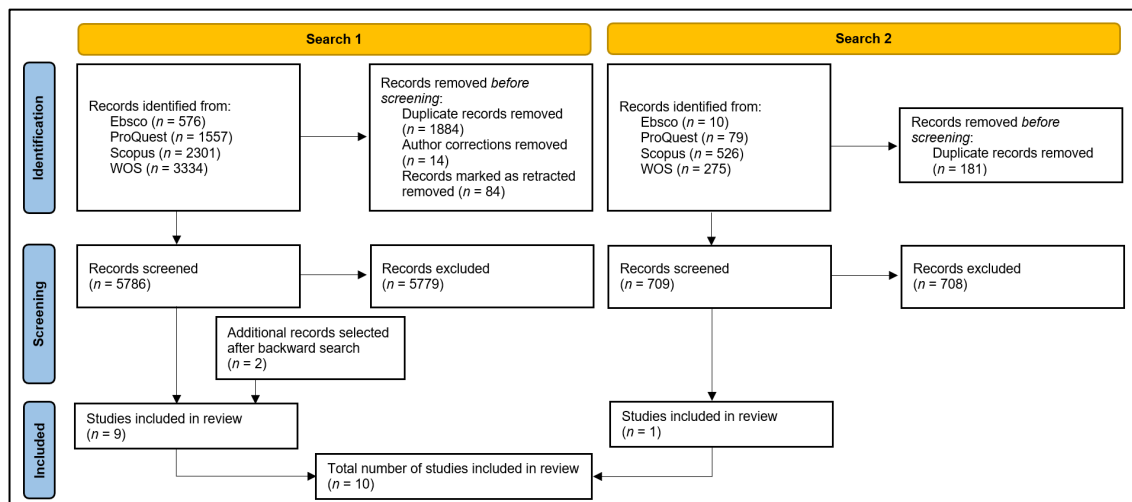 Search 1
Search 2
Identification
Records identified from:
Ebsco (n = 576)
ProQuest (n = 1557)
Scopus (n = 2301)
WOS (n = 3334)
Records removed before
screening:
Duplicate records removed
(n = 1884)
Author corrections removed
(n = 14)
Records marked as retracted
removed (n = 84)
Records identified from:
Ebsco (n = 10)
ProQuest (n = 79)
Scopus (n = 526)
WOS (n = 275)
Records removed before
screening:
Duplicate records removed
(n = 181)
Screening
Records screened
(n = 5786)
Records excluded
(n = 5779)
Records screened
(n = 709)
Records excluded
(n = 708)
Additional records selected
after backward search
(n = 2)
Included
Studies included in review
(n = 9)
Studies included in review
(n = 1)
Total number of studies included in review
(n = 10)